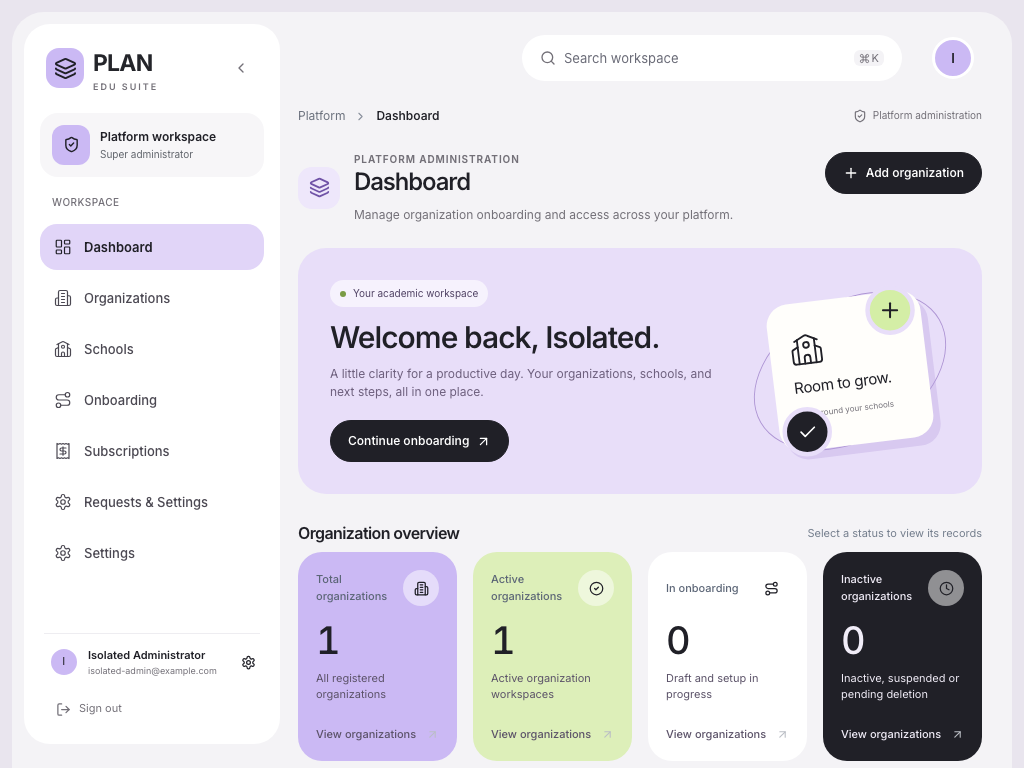 PLAN
EDU SUITE
Platform workspace
Super administrator
WORKSPACE
Dashboard
Organizations
Schools
Onboarding
Subscriptions
Requests & Settings
Settings
I
Isolated Administrator
isolated-admin@example.com
Sign out
Search workspace
⌘K
I
Platform
Dashboard
Platform administration
PLATFORM ADMINISTRATION
Dashboard
Manage organization onboarding and access across your platform.
Add organization
Your academic workspace
Welcome back, Isolated.
A little clarity for a productive day. Your organizations, schools, and
next steps, all in one place.
Continue onboarding
Room to grow.
round your schools
Organization overview
Select a status to view its records
Total
organizations
1
All registered
organizations
View organizations
Active
organizations
1
Active organization
workspaces
View organizations
In onboarding
0
Draft and setup in
progress
View organizations
Inactive
organizations
0
Inactive, suspended or
pending deletion
View organizations